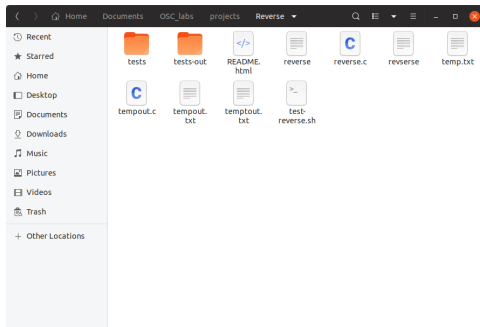 Home Documents OSC_labs projects Reverse
Recent
Starred
Home
Desktop
Documents
Downloads
Music
Pictures
Videos
Trash
Other Locations
tests tests-out README. reverse reverse.c revserse temp.txt
html
tempout.c tempout. temptout. test-
txt txt reverse.sh